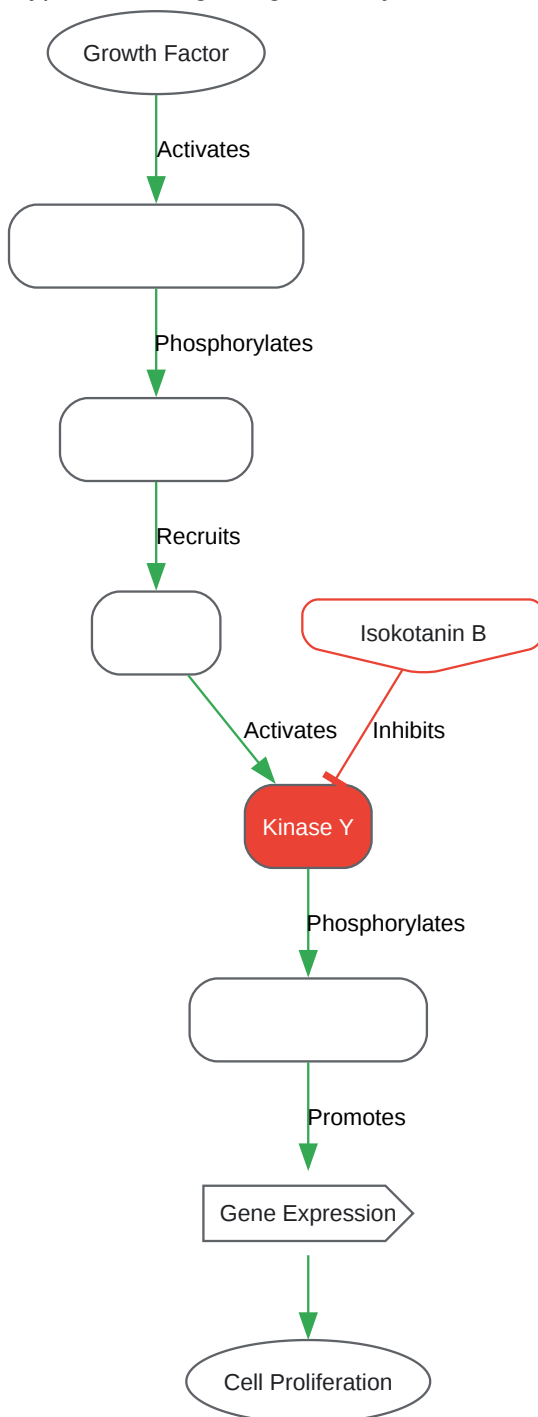 Growth Factor
Activates
Phosphorylates
Recruits
Isokotanin B
Activates
Inhibits
Kinase Y
Phosphorylates
Promotes
Gene Expression
Cell Proliferation